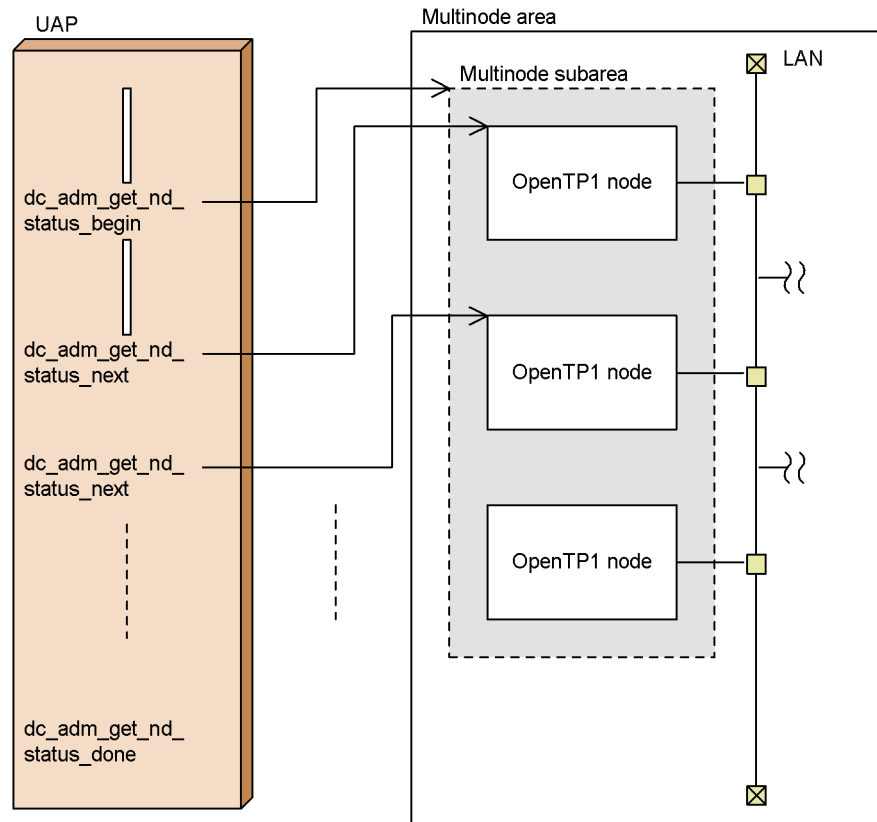 UAP
Multinode area
LAN
Multinode subarea
OpenTP1 node
dc_adm_get_nd_
status_begin
dc_adm_get_nd_
status_next
OpenTP1 node
dc_adm_get_nd_
status_next
OpenTP1 node
dc_adm_get_nd_
status_done